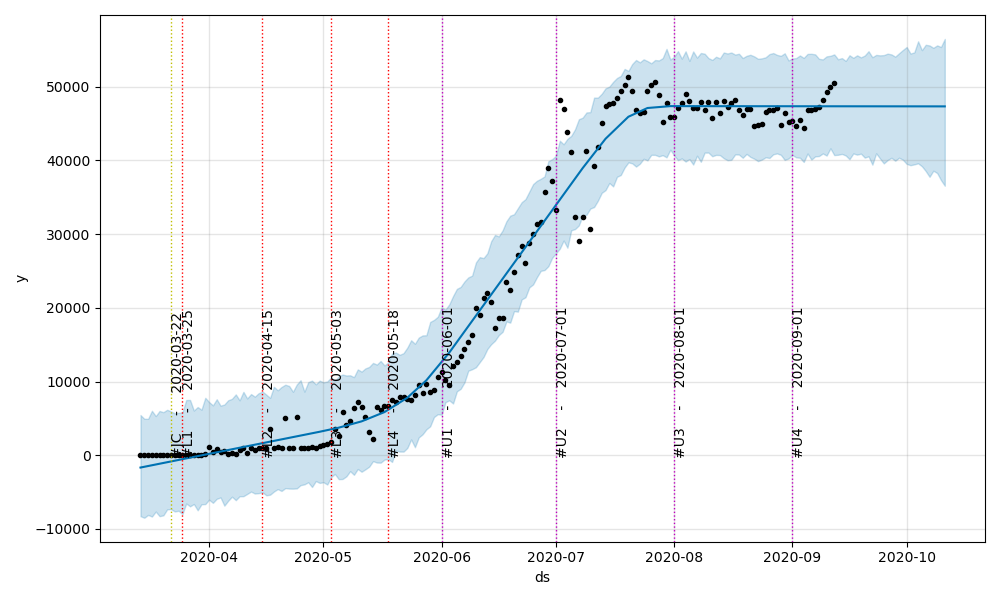 y
50000
40000
30000
20000
10000
0
−10000
#JC - 2020-03-22
#L1 - 2020-03-25
#L2 - 2020-04-15
#L3 - 2020-05-03
#L4 - 2020-05-18
#U1 - 2020-06-01
#U2 - 2020-07-01
#U3 - 2020-08-01
#U4 - 2020-09-01
2020-04 2020-05 2020-06 2020-07 2020-08 2020-09 2020-10
ds